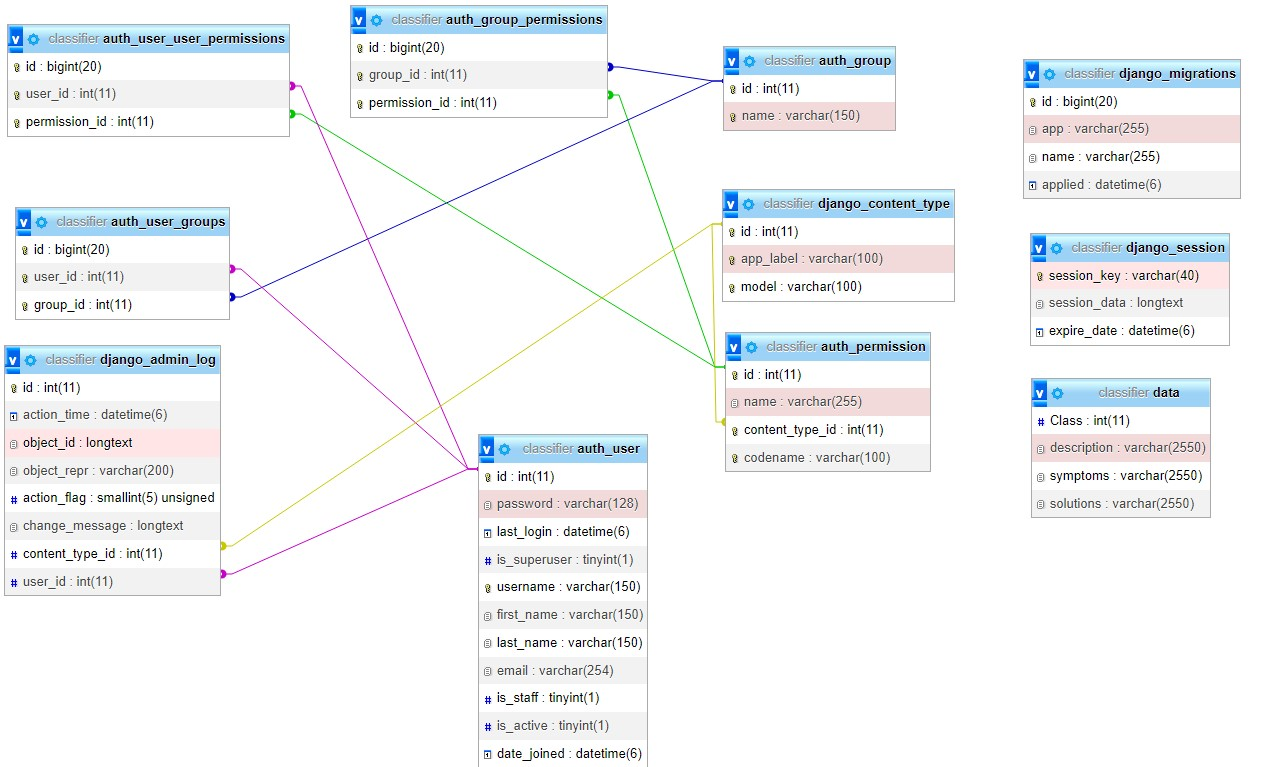 classifier auth_user_user_permissions
id : bigint(20)
user_id : int(11)
permission_id : int(11)
classifier auth_group_permissions
id : bigint(20)
group_id : int(11)
permission_id : int(11)
classifier auth_group
id : int(11)
name : varchar(150)
classifier django_migrations
id : bigint(20)
app : varchar(255)
name : varchar(255)
applied : datetime(6)
classifier auth_user_groups
id : bigint(20)
user_id : int(11)
group_id : int(11)
classifier django_content_type
id : int(11)
app_label : varchar(100)
model : varchar(100)
classifier django_session
session_key : varchar(40)
session_data : longtext
expire_date : datetime(6)
classifier django_admin_log
id : int(11)
action_time : datetime(6)
object_id : longtext
object_repr : varchar(200)
action_flag : smallint(5) unsigned
change_message : longtext
content_type_id : int(11)
user_id : int(11)
classifier auth_permission
id : int(11)
name : varchar(255)
content_type_id : int(11)
codename : varchar(100)
classifier data
Class : int(11)
description : varchar(2550)
symptoms : varchar(2550)
solutions : varchar(2550)
classifier auth_user
id : int(11)
password : varchar(128)
last_login : datetime(6)
is_superuser : tinyint(1)
username : varchar(150)
first_name : varchar(150)
last_name : varchar(150)
email : varchar(254)
is_staff : tinyint(1)
is_active : tinyint(1)
date_joined : datetime(6)